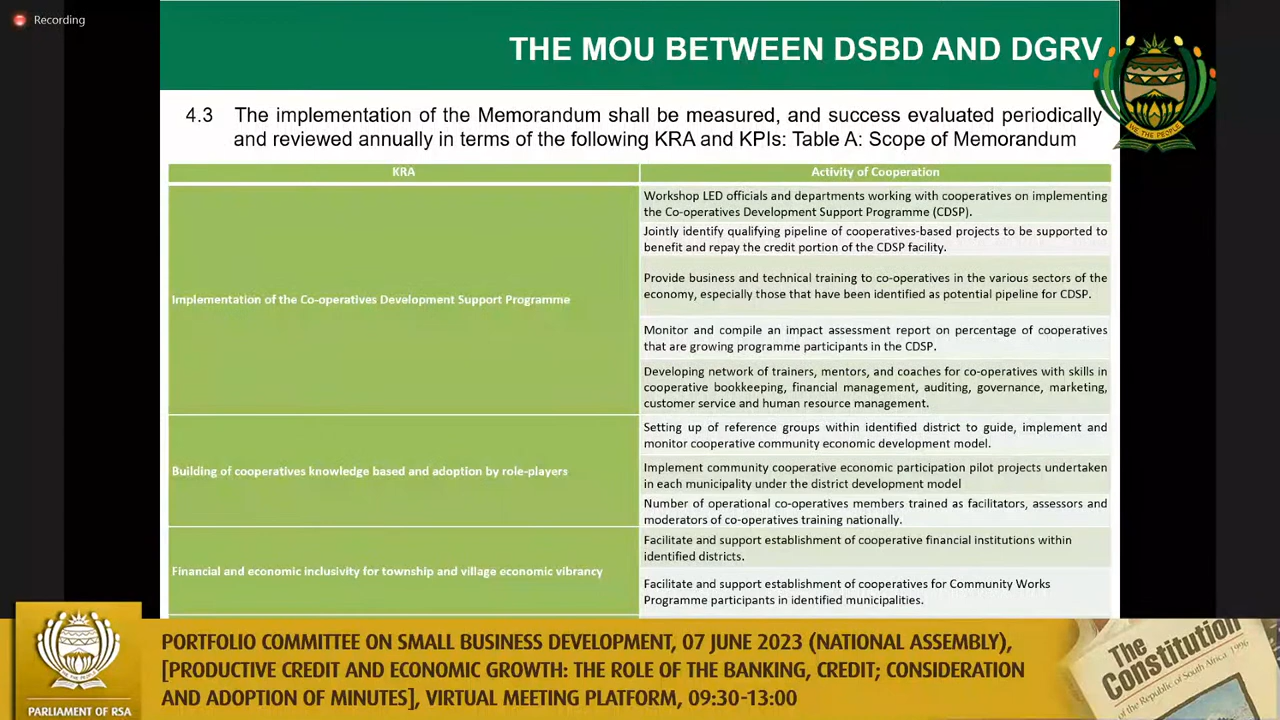 Recording
THE MOU BETWEEN DSBD AND DGRV
WE THE PEOPLE
4.3 The implementation of the Memorandum shall be measured, and success evaluated periodically
and reviewed annually in terms of the following KRA and KPIs: Table A: Scope of Memorandum
KRA
Activity of Cooperation
Implementation of the Co-operatives Development Support Programme
Workshop LED officials and departments working with cooperatives on implementing
the Co-operatives Development Support Programme (CDSP).
Jointly identify qualifying pipeline of cooperatives-based projects to be supported to
benefit and repay the credit portion of the CDSP facility.
Provide business and technical training to co-operatives in the various sectors of the
economy, especially those that have been identified as potential pipeline for CDSP.
Monitor and compile an impact assessment report on percentage of cooperatives
that are growing programme participants in the CDSP.
Developing network of trainers, mentors, and coaches for co-operatives with skills in
cooperative bookkeeping, financial management, auditing, governance, marketing,
customer service and human resource management.
Building of cooperatives knowledge based and adoption by role-players
Setting up of reference groups within identified district to guide, implement and
monitor cooperative community economic development model.
Implement community cooperative economic participation pilot projects undertaken
in each municipality under the district development model
Number of operational co-operatives members trained as facilitators, assessors and
moderators of co-operatives training nationally.
Financial and economic inclusivity for township and village economic vibrancy
Facilitate and support establishment of cooperative financial institutions within
identified districts.
Facilitate and support establishment of cooperatives for Community Works
Programme participants in identified municipalities.
PARLIAMENT OF RSA
PORTFOLIO COMMITTEE ON SMALL BUSINESS DEVELOPMENT, 07 JUNE 2023 (NATIONAL ASSEMBLY),
[PRODUCTIVE CREDIT AND ECONOMIC GROWTH: THE ROLE OF THE BANKING, CREDIT; CONSIDERATION
AND ADOPTION OF MINUTES], VIRTUAL MEETING PLATFORM, 09:30-13:00
The
Constitution
of the Republic of South Africa, 1996